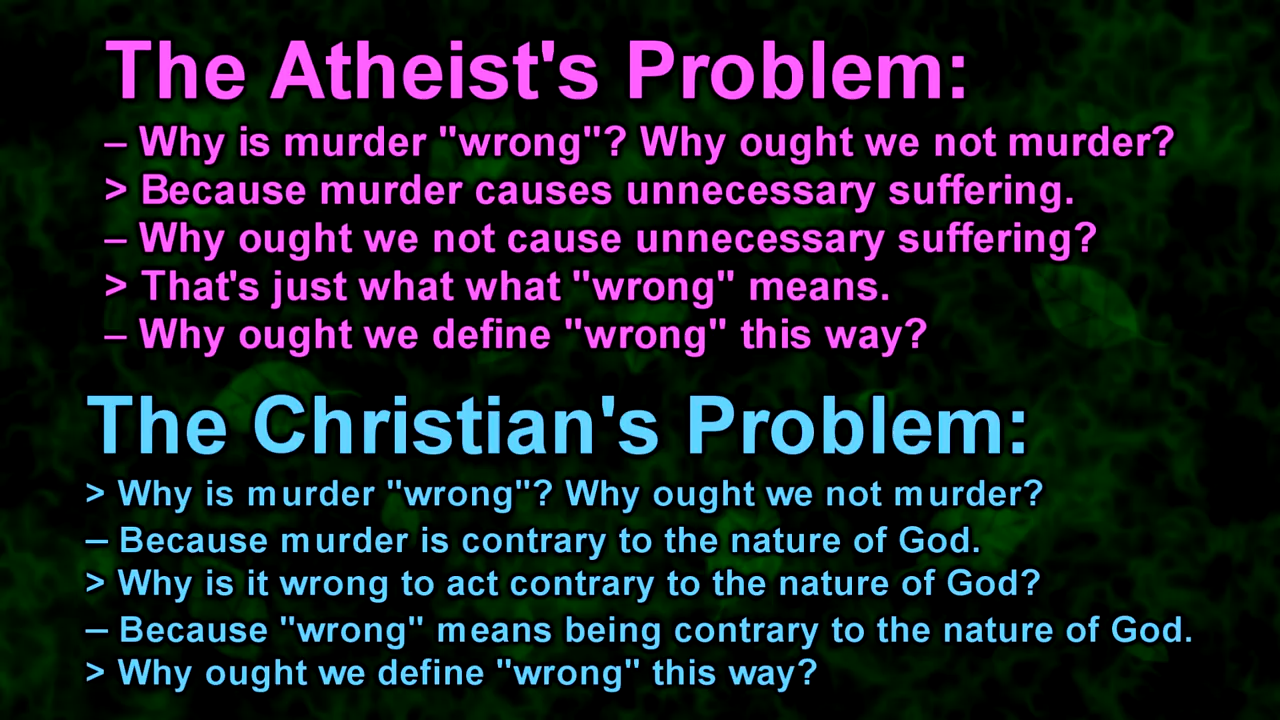 The Atheist's Problem:
– Why is murder "wrong"? Why ought we not murder?
> Because murder causes unnecessary suffering.
– Why ought we not cause unnecessary suffering?
> That's just what what "wrong" means.
– Why ought we define "wrong" this way?
The Christian's Problem:
> Why is murder "wrong"? Why ought we not murder?
– Because murder is contrary to the nature of God.
> Why is it wrong to act contrary to the nature of God?
– Because "wrong" means being contrary to the nature of God.
> Why ought we define "wrong" this way?